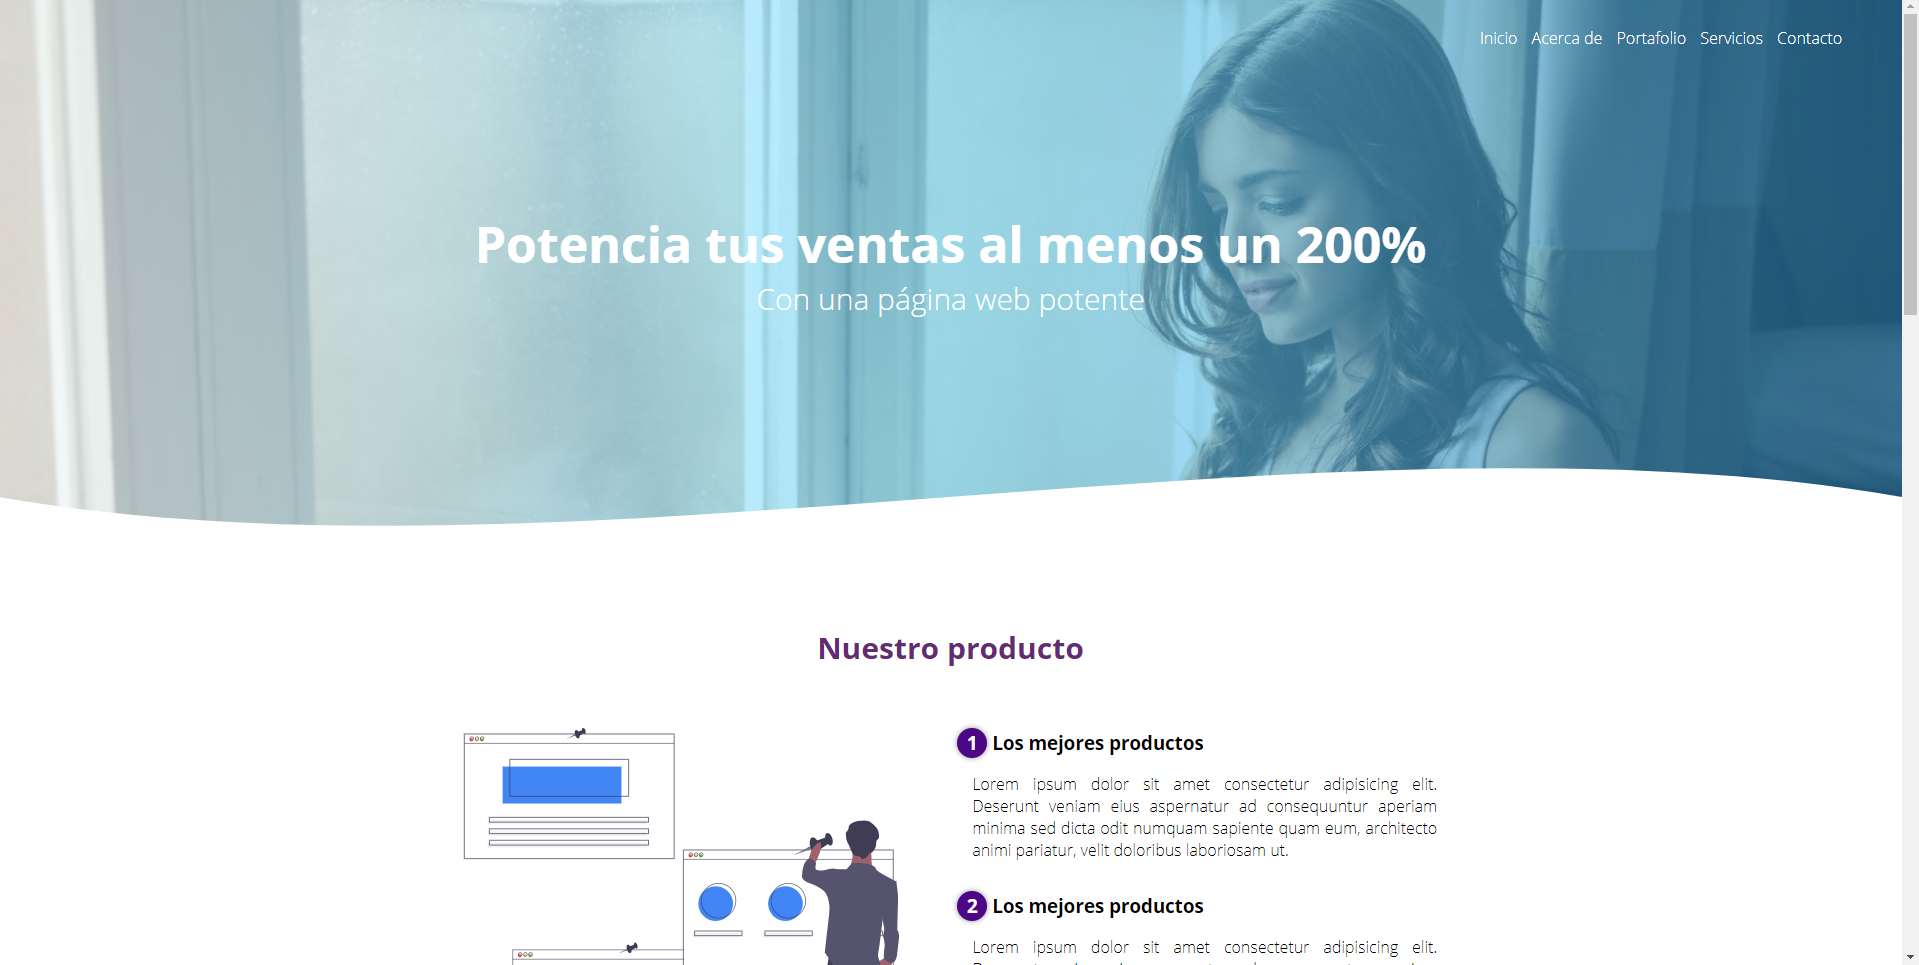 Inicio Acerca de Portafolio Servicios Contacto
Potencia tus ventas al menos un 200%
Con una página web potente
Nuestro producto
1 Los mejores productos
Lorem ipsum dolor sit amet consectetur adipisicing elit.
Deserunt veniam eius aspernatur ad consequuntur aperiam
minima sed dicta odit numquam sapiente quam eum, architecto
animi pariatur, velit doloribus laboriosam ut.
2 Los mejores productos
Lorem ipsum dolor sit amet consectetur adipisicing elit.